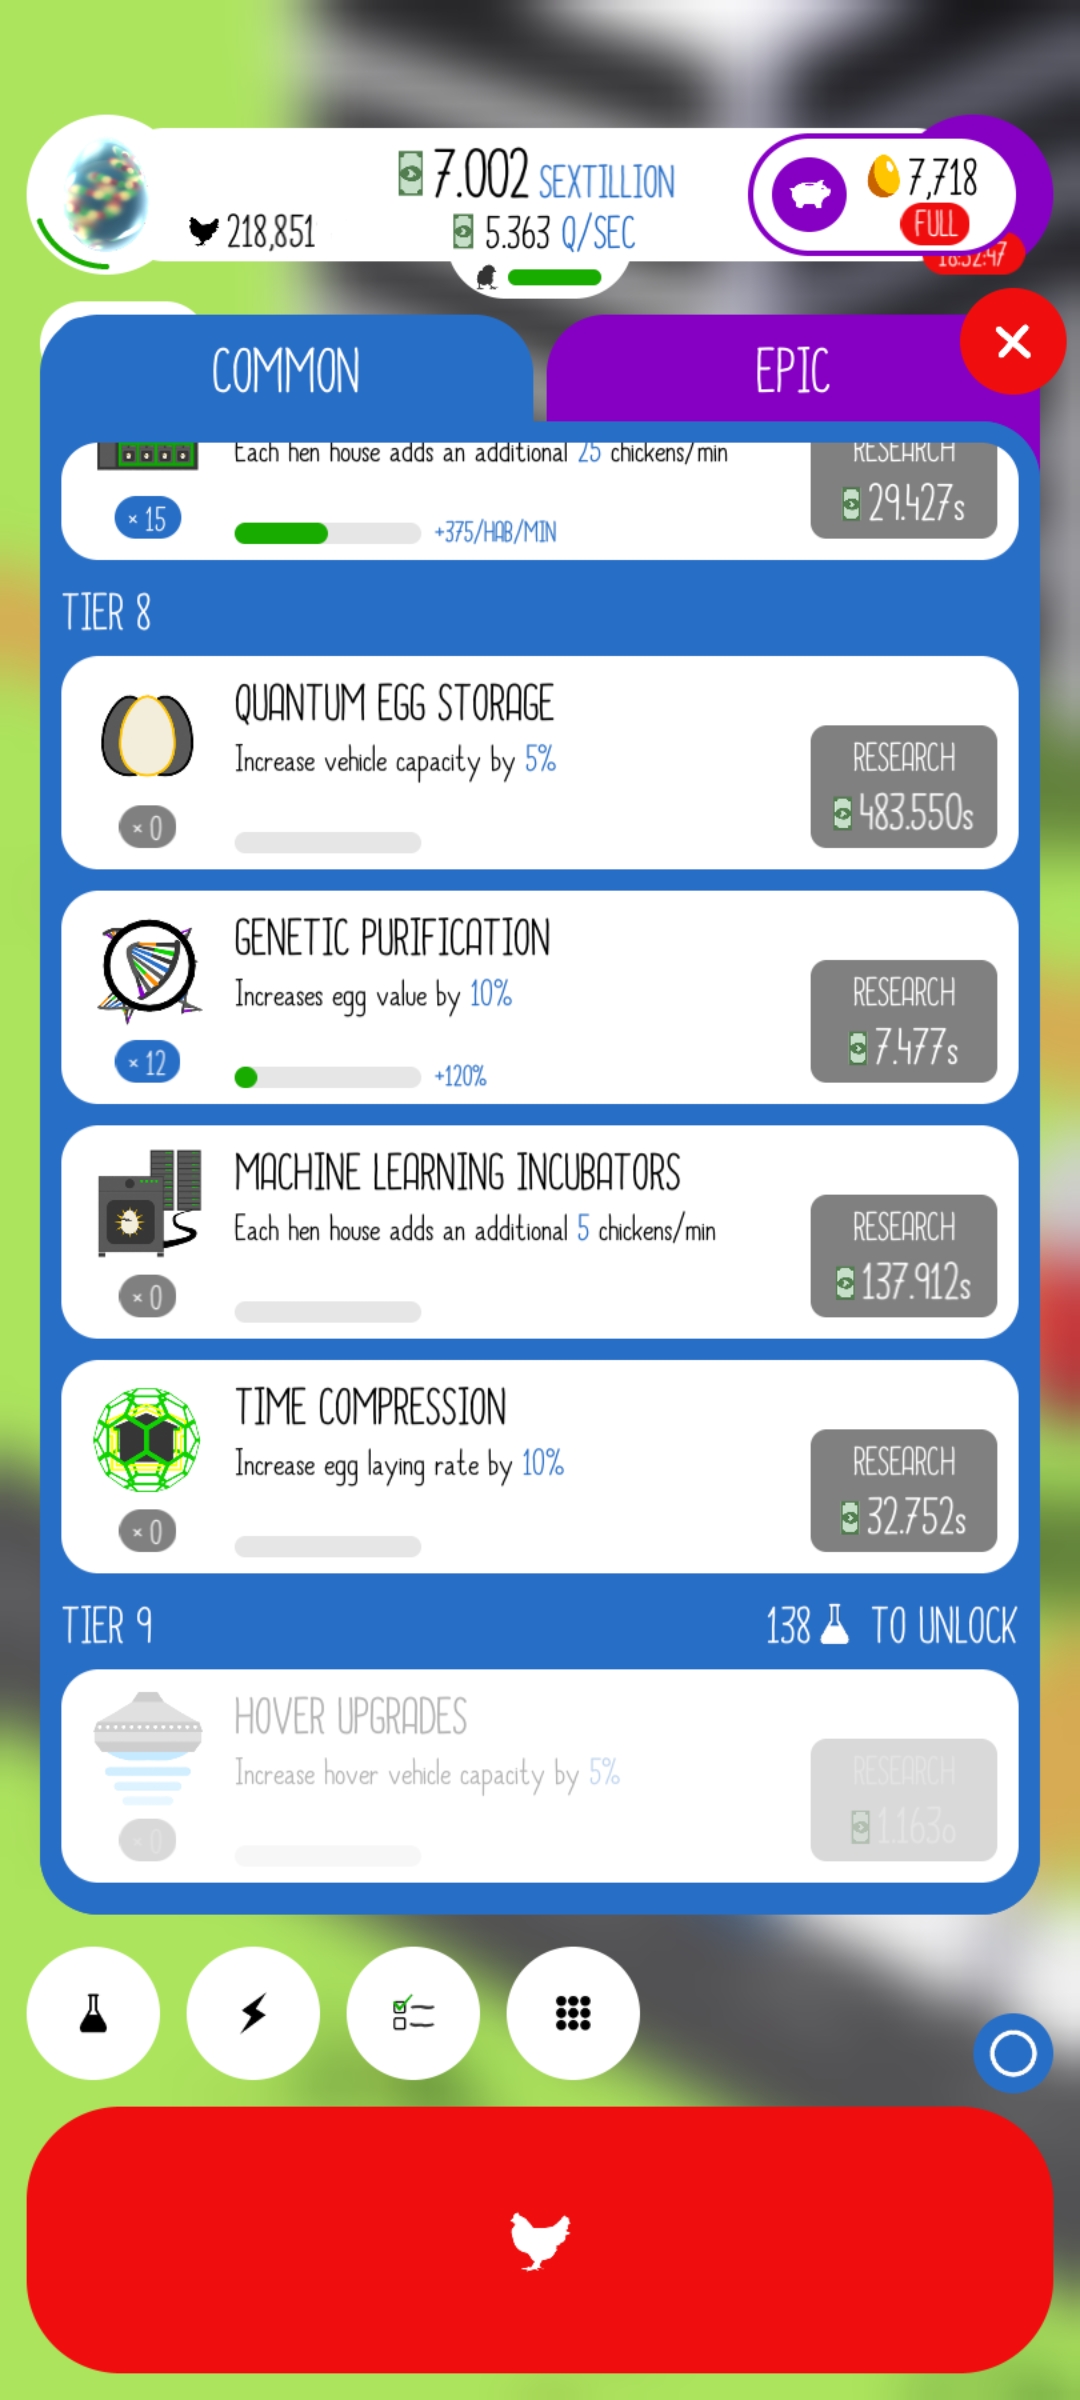 7.002 SEXTILLION
218,851
5.363 Q/SEC
7,718
FULL
18:52:47
COMMON
EPIC
Each hen house adds an additional 25 chickens/min
RESEARCH
29.427s
× 15
+375/HAB/MIN
TIER 8
QUANTUM EGG STORAGE
Increase vehicle capacity by 5%
RESEARCH
483.550s
× 0
GENETIC PURIFICATION
Increases egg value by 10%
RESEARCH
7.477s
× 12
+120%
MACHINE LEARNING INCUBATORS
Each hen house adds an additional 5 chickens/min
RESEARCH
137.912s
× 0
TIME COMPRESSION
Increase egg laying rate by 10%
RESEARCH
32.752s
× 0
TIER 9
138 TO UNLOCK
HOVER UPGRADES
Increase hover vehicle capacity by 5%
RESEARCH
1.163o
× 0